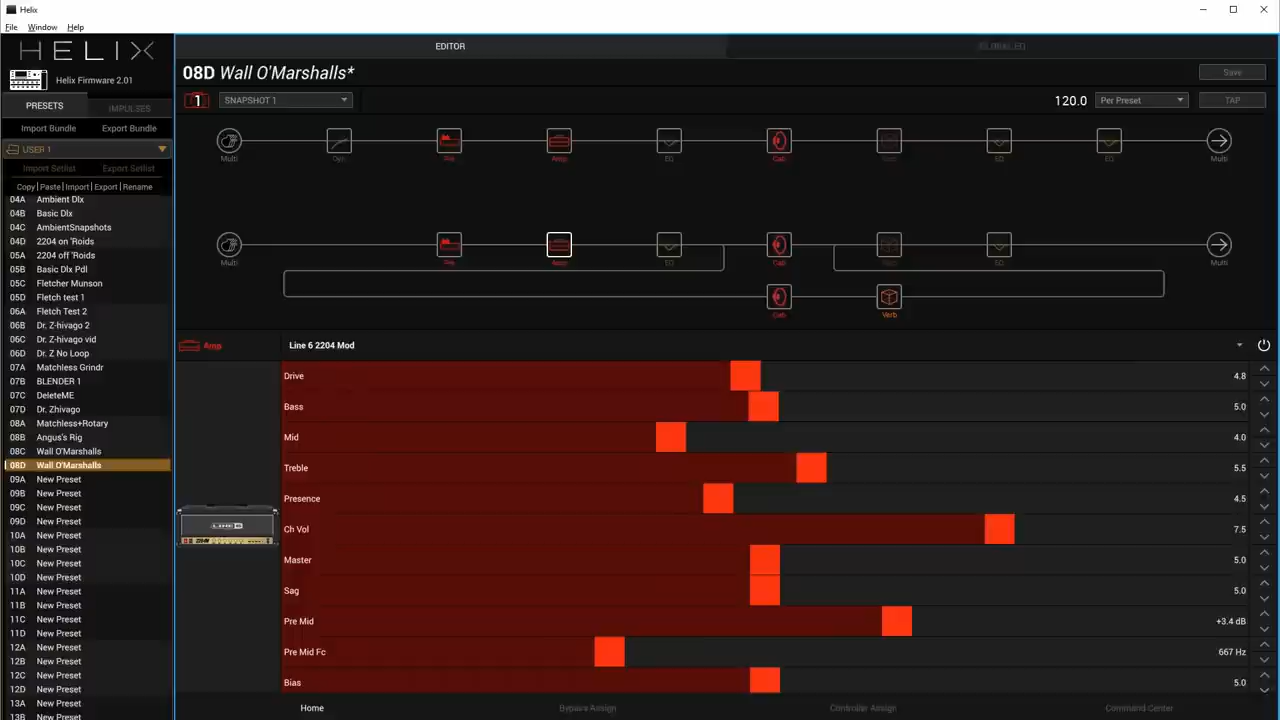 Helix
File Window Help
HELIX
Helix Firmware 2.01
PRESETS IMPULSES
Import Bundle Export Bundle
USER 1
Import Setlist Export Setlist
Copy|Paste|Import|Export|Rename
04A Ambient Dlx
04B Basic Dlx
04C AmbientSnapshots
04D 2204 on 'Roids
05A 2204 off 'Roids
05B Basic Dlx Pdl
05C Fletcher Munson
05D Fletch test 1
06A Fletch Test 2
06B Dr. Z-hivago 2
06C Dr. Z-hivago vid
06D Dr. Z No Loop
07A Matchless Grindr
07B BLENDER 1
07C DeleteME
07D Dr. Zhivago
08A Matchless+Rotary
08B Angus's Rig
08C Wall O'Marshalls
08D Wall O'Marshalls
09A New Preset
09B New Preset
09C New Preset
09D New Preset
10A New Preset
10B New Preset
10C New Preset
10D New Preset
11A New Preset
11B New Preset
11C New Preset
11D New Preset
12A New Preset
12B New Preset
12C New Preset
12D New Preset
13A New Preset
13B New Preset
EDITOR GLOBAL EQ
08D Wall O'Marshalls* Save
1 SNAPSHOT 1 120.0 Per Preset TAP
Multi Dyn Pre Amp EQ Cab EQ EQ Multi
Multi Pre Amp EQ Cab EQ Multi
Cab Verb
Amp Line 6 2204 Mod
LINE 6
Drive 4.8
Bass 5.0
Mid 4.0
Treble 5.5
Presence 4.5
Ch Vol 7.5
Master 5.0
Sag 5.0
Pre Mid +3.4 dB
Pre Mid Fc 667 Hz
Bias 5.0
Home Bypass Assign Controller Assign Command Center